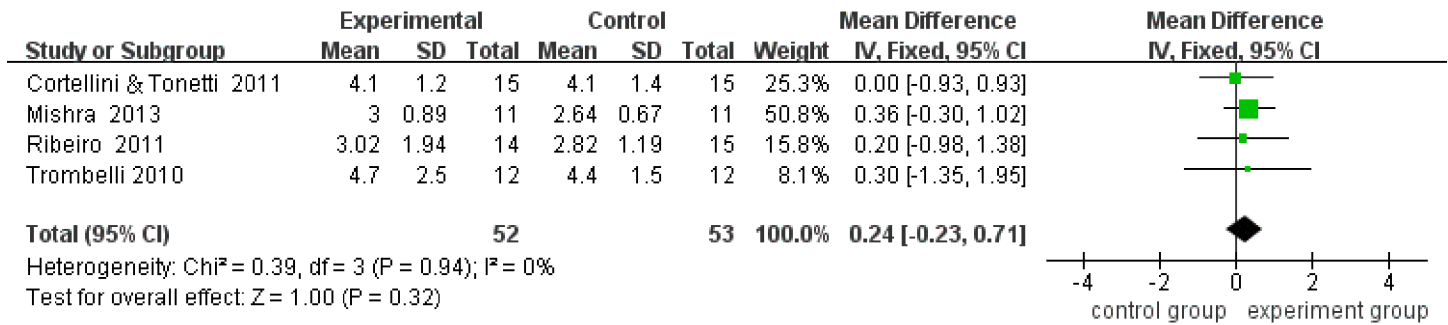 Experimental Control Mean Difference Mean Difference
Study or Subgroup Mean SD Total Mean SD Total Weight IV, Fixed, 95% CI IV, Fixed, 95% CI
Cortellini & Tonetti 2011 4.1 1.2 15 4.1 1.4 15 25.3% 0.00 [-0.93, 0.93]
Mishra 2013 3 0.89 11 2.64 0.67 11 50.8% 0.36 [-0.30, 1.02]
Ribeiro 2011 3.02 1.94 14 2.82 1.19 15 15.8% 0.20 [-0.98, 1.38]
Trombelli 2010 4.7 2.5 12 4.4 1.5 12 8.1% 0.30 [-1.35, 1.95]
Total (95% CI) 52 53 100.0% 0.24 [-0.23, 0.71]
Heterogeneity: Chi² = 0.39, df = 3 (P = 0.94); I² = 0%
Test for overall effect: Z = 1.00 (P = 0.32)
-4 -2 0 2 4
control group experiment group